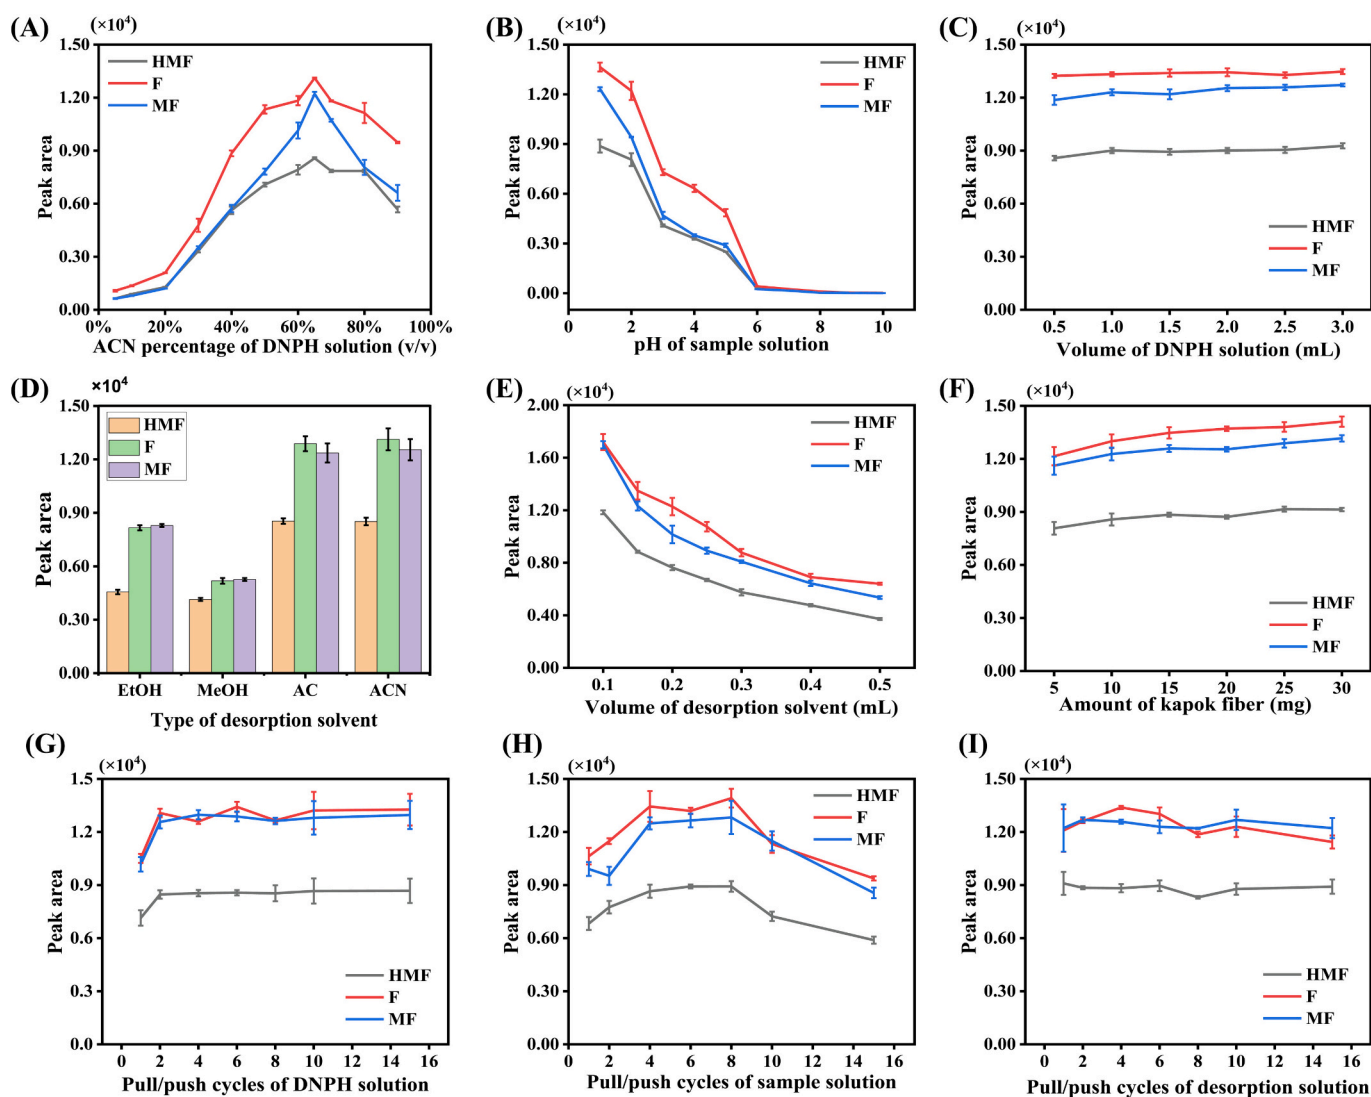 (A)
(×10⁴)
1.50
1.20
0.90
0.60
0.30
0.00
Peak area
HMF
F
MF
0% 20% 40% 60% 80% 100%
ACN percentage of DNPH solution (v/v)
(B)
(×10⁴)
1.50
1.20
0.90
0.60
0.30
0.00
Peak area
HMF
F
MF
0 2 4 6 8 10
pH of sample solution
(C)
(×10⁴)
1.50
1.20
0.90
0.60
0.30
0.00
Peak area
HMF
F
MF
0.5 1.0 1.5 2.0 2.5 3.0
Volume of DNPH solution (mL)
(D)
×10⁴
1.50
1.20
0.90
0.60
0.30
0.00
Peak area
HMF
F
MF
EtOH MeOH AC ACN
Type of desorption solvent
(E)
(×10⁴)
2.00
1.60
1.20
0.80
0.40
0.00
Peak area
HMF
F
MF
0.1 0.2 0.3 0.4 0.5
Volume of desorption solvent (mL)
(F)
(×10⁴)
1.50
1.20
0.90
0.60
0.30
0.00
Peak area
HMF
F
MF
5 10 15 20 25 30
Amount of kapok fiber (mg)
(G)
(×10⁴)
1.5
1.2
0.9
0.6
0.3
0.0
Peak area
HMF
F
MF
0 2 4 6 8 10 12 14 16
Pull/push cycles of DNPH solution
(H)
(×10⁴)
1.50
1.20
0.90
0.60
0.30
0.00
Peak area
HMF
F
MF
0 2 4 6 8 10 12 14 16
Pull/push cycles of sample solution
(I)
(×10⁴)
1.50
1.20
0.90
0.60
0.30
0.00
Peak area
HMF
F
MF
0 2 4 6 8 10 12 14 16
Pull/push cycles of desorption solution